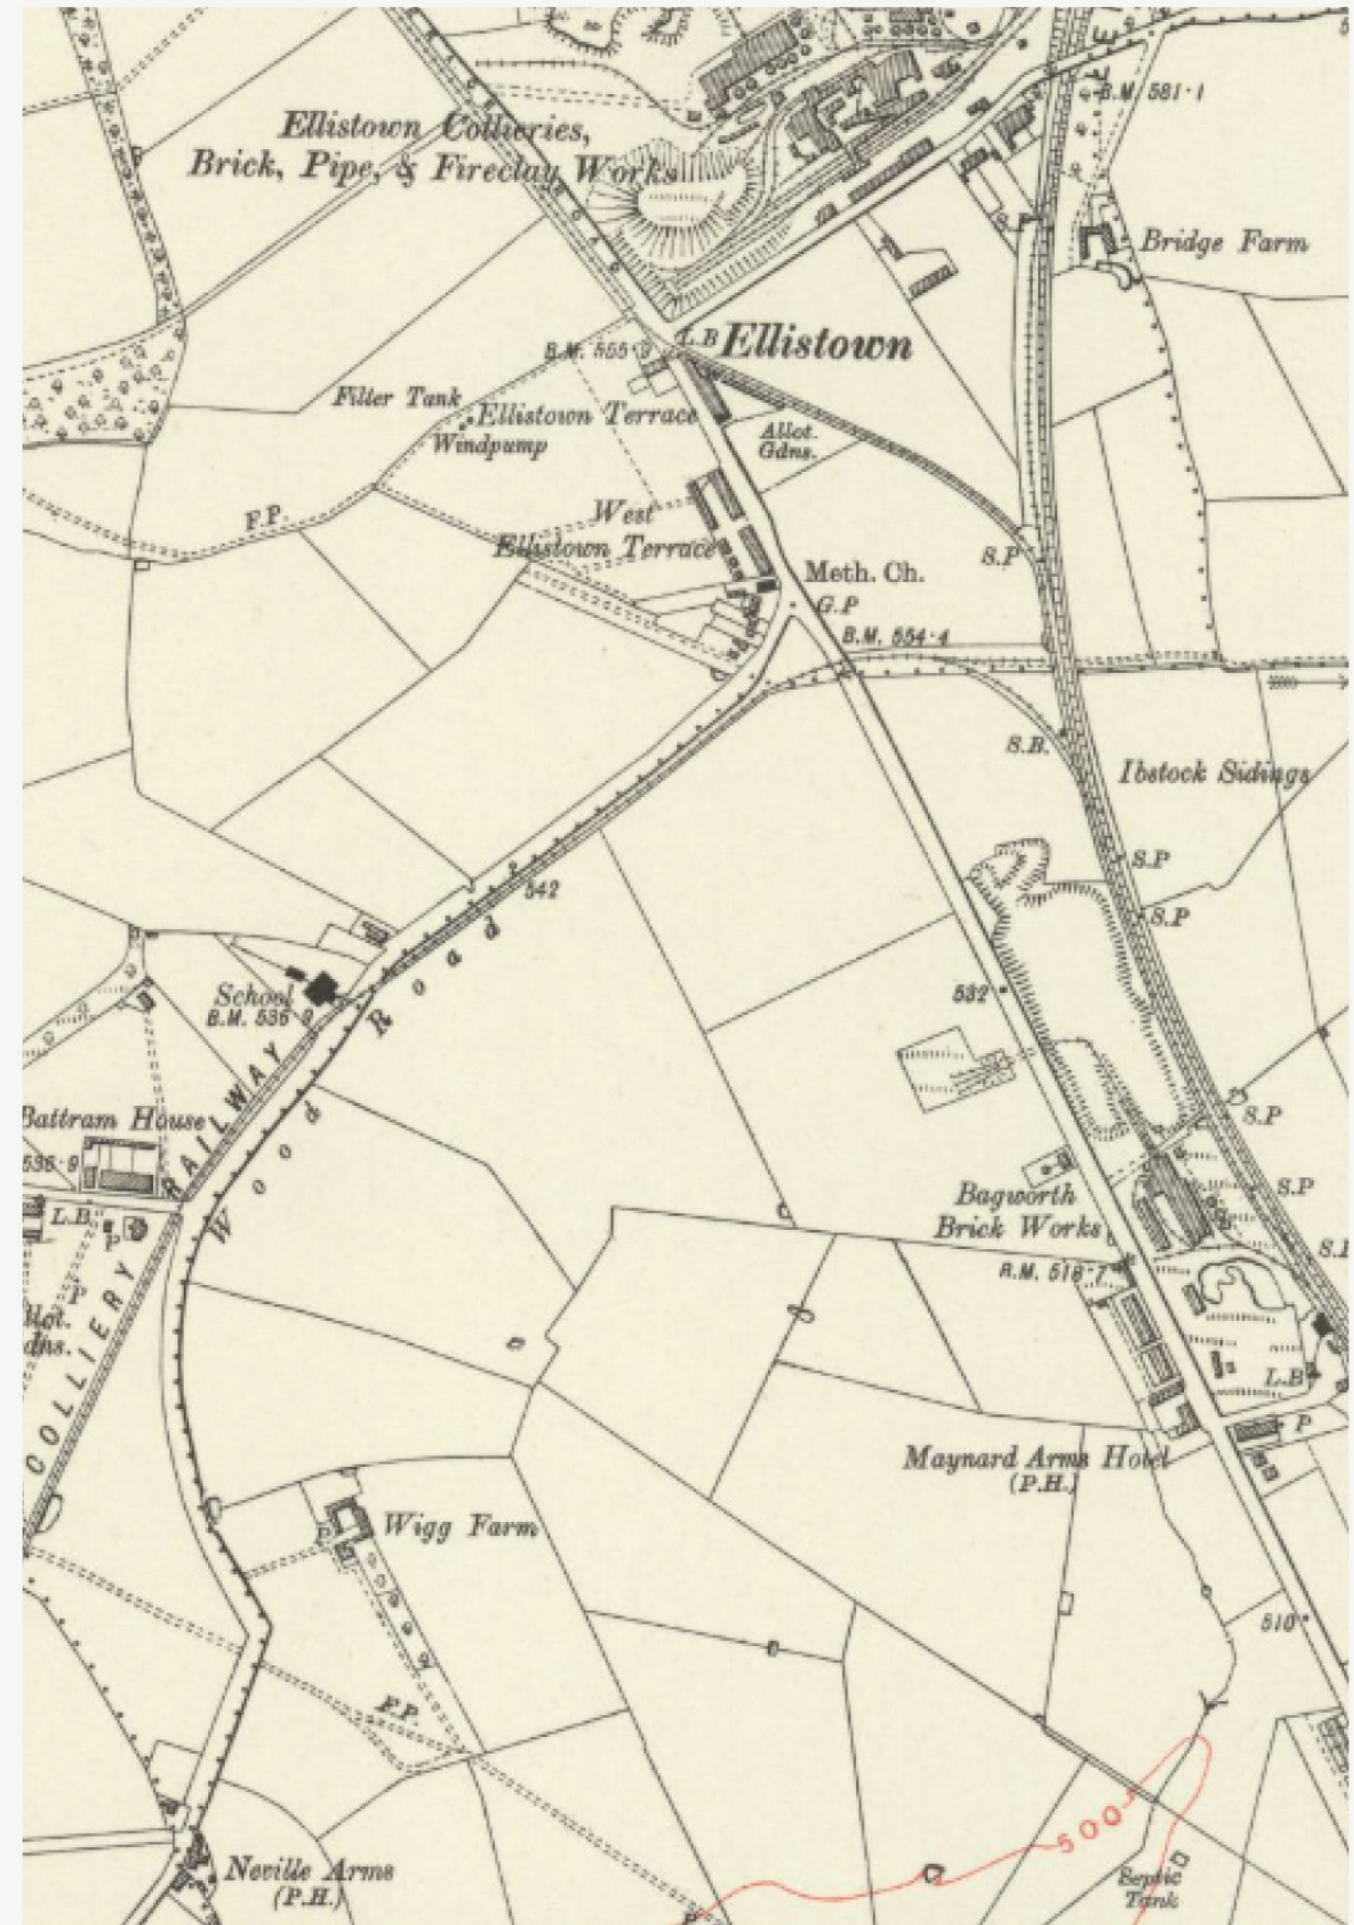 B.M. 581·1
Ellistown Collieries,
Brick, Pipe, & Fireclay Works
Bridge Farm
L.B
Ellistown
B.M. 555·9
Filter Tank
Ellistown Terrace
Windpump
Allot.
Gdns.
F.P.
West
Ellistown Terrace
S.P
Meth. Ch.
G.P
B.M. 554·4
S.B.
Ibstock Sidings
S.P
542
S.P
Wood Road
School
B.M. 536·9
532
COLLIERY RAILWAY
Battram House
536·9
S.P
L.B.
P
Bagworth
Brick Works
S.P
B.M. 518·7
P
L.B
P
Maynard Arms Hotel
(P.H.)
Wigg Farm
P
510
F.P.
500
Neville Arms
(P.H.)
Septic
Tank
P